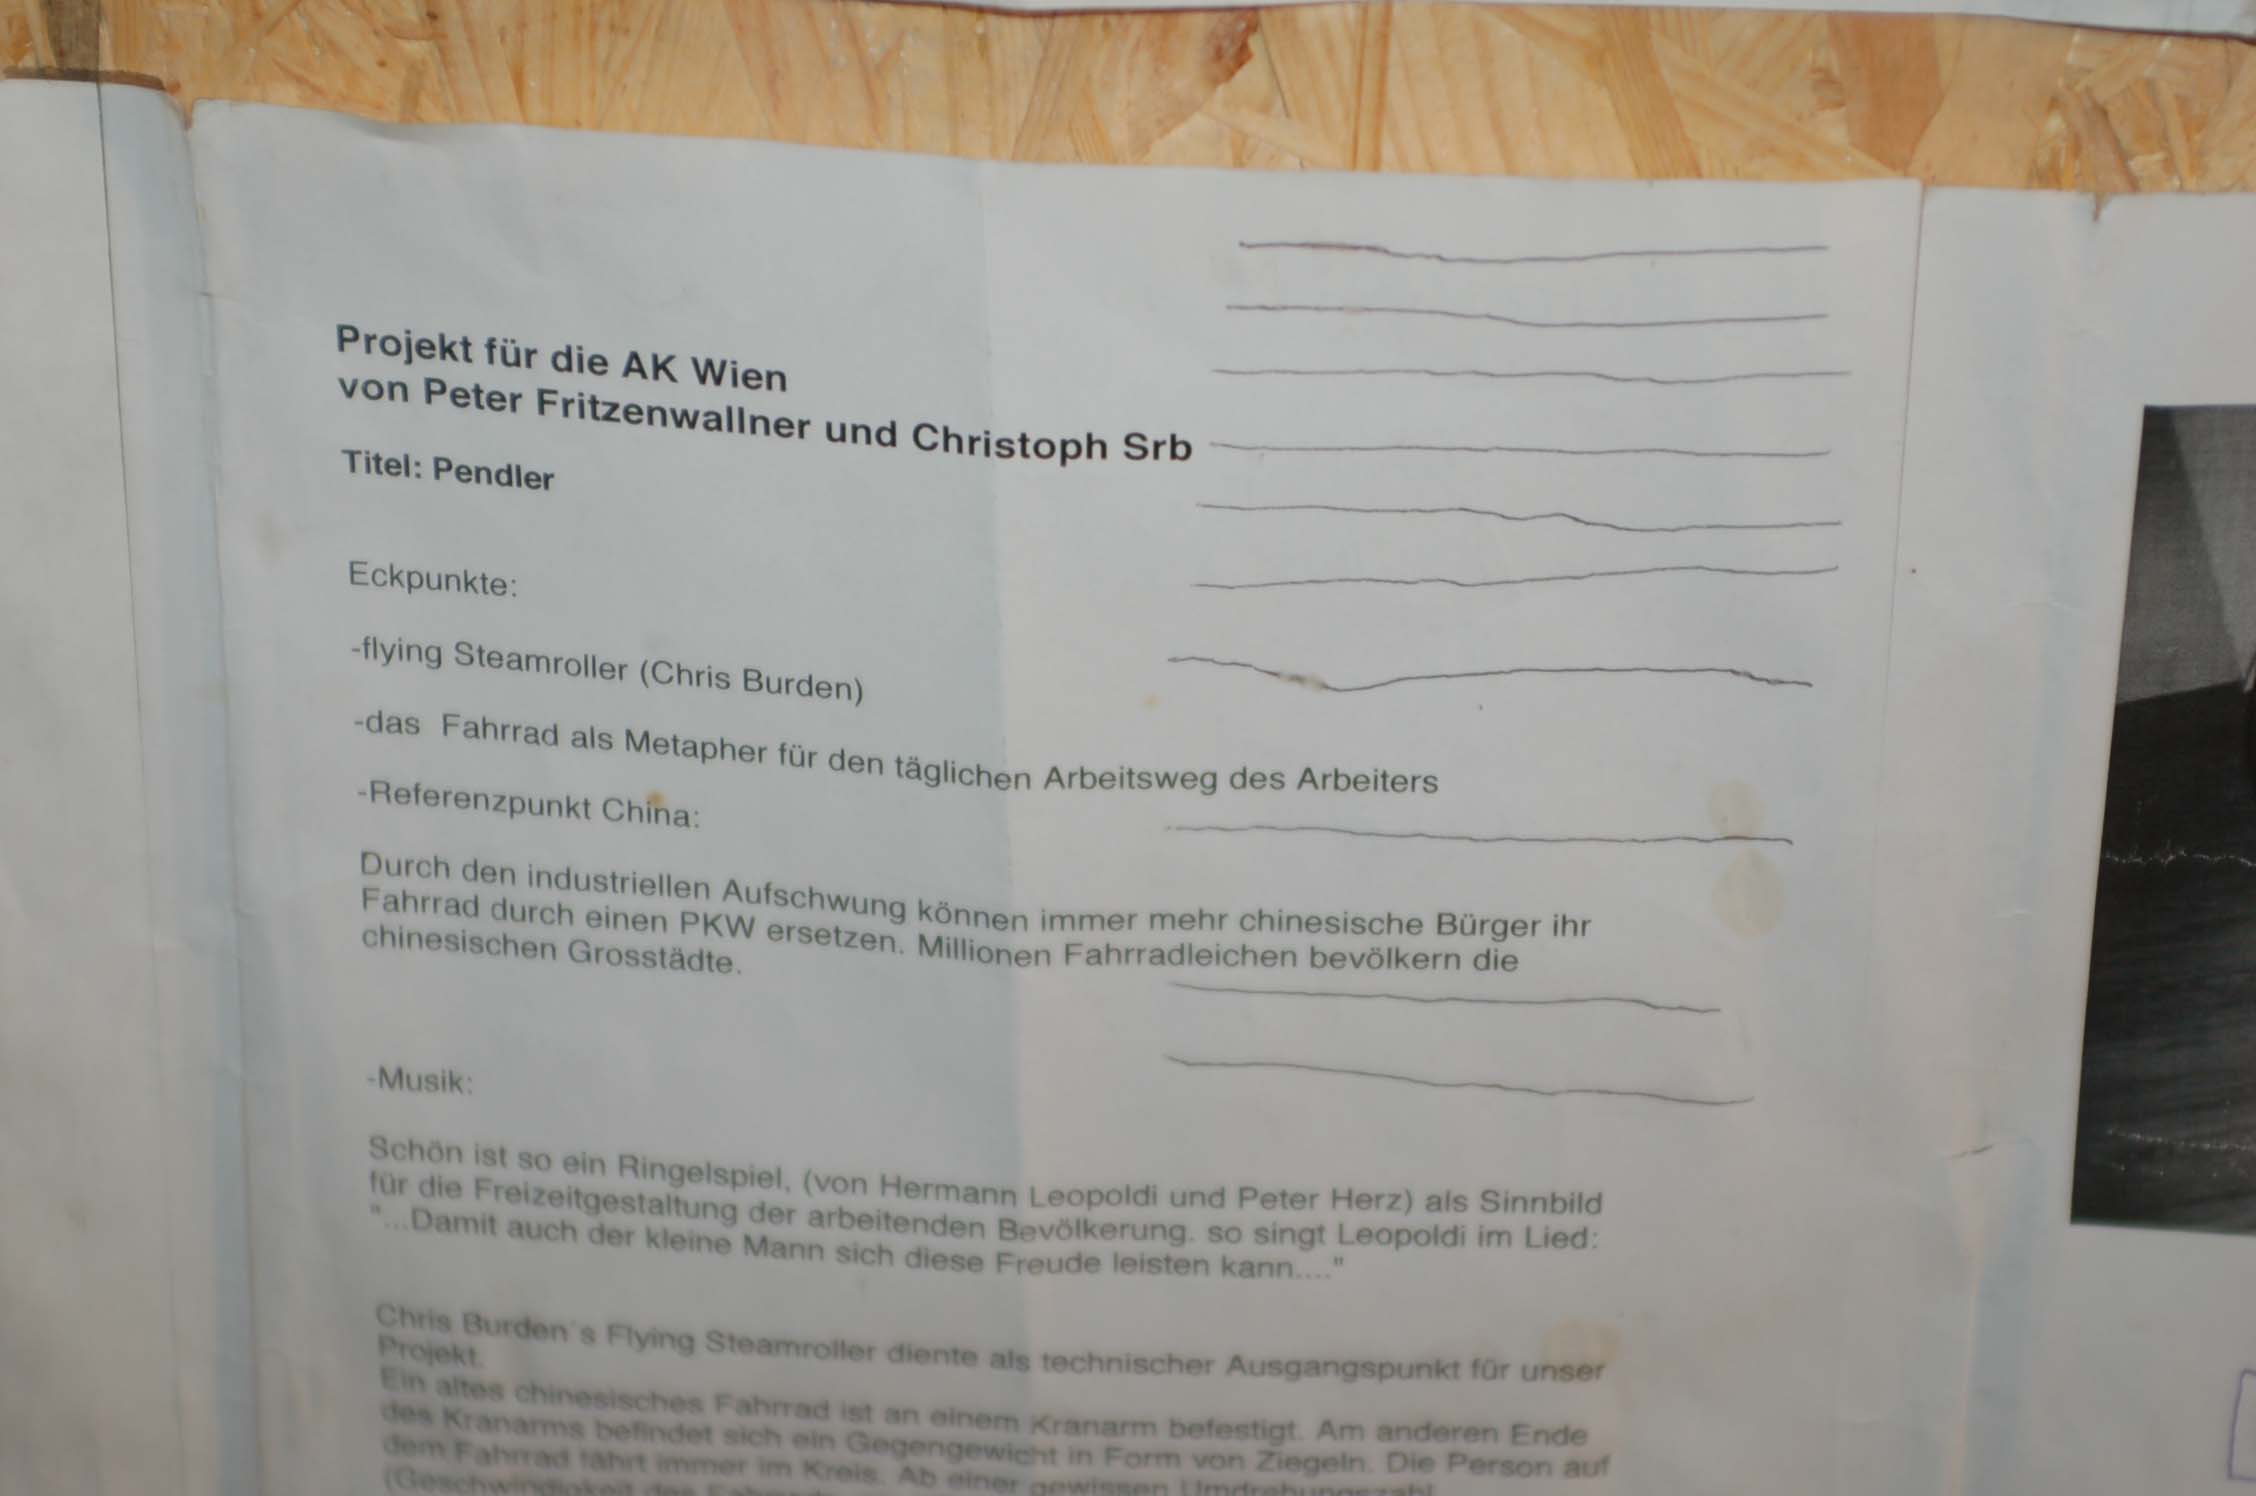 Projekt für die AK Wien
von Peter Fritzenwallner und Christoph Srb
Titel: Pendler
Eckpunkte:
-flying Steamroller (Chris Burden)
-das Fahrrad als Metapher für den täglichen Arbeitsweg des Arbeiters
-Referenzpunkt China:
Durch den industriellen Aufschwung können immer mehr chinesische Bürger ihr
Fahrrad durch einen PKW ersetzen. Millionen Fahrradleichen bevölkern die
chinesischen Grosstädte.
-Musik:
Schön ist so ein Ringelspiel, (von Hermann Leopoldi und Peter Herz) als Sinnbild
für die Freizeitgestaltung der arbeitenden Bevölkerung. so singt Leopoldi im Lied:
"...Damit auch der kleine Mann sich diese Freude leisten kann...."
Chris Burden´s Flying Steamroller diente als technischer Ausgangspunkt für unser
Projekt.
Ein altes chinesisches Fahrrad ist an einem Kranarm befestigt. Am anderen Ende
des Kranarms befindet sich ein Gegengewicht in Form von Ziegeln. Die Person auf
dem Fahrrad fährt immer im Kreis. Ab einer gewissen Umdrehungszahl
(Geschwindigkeit des